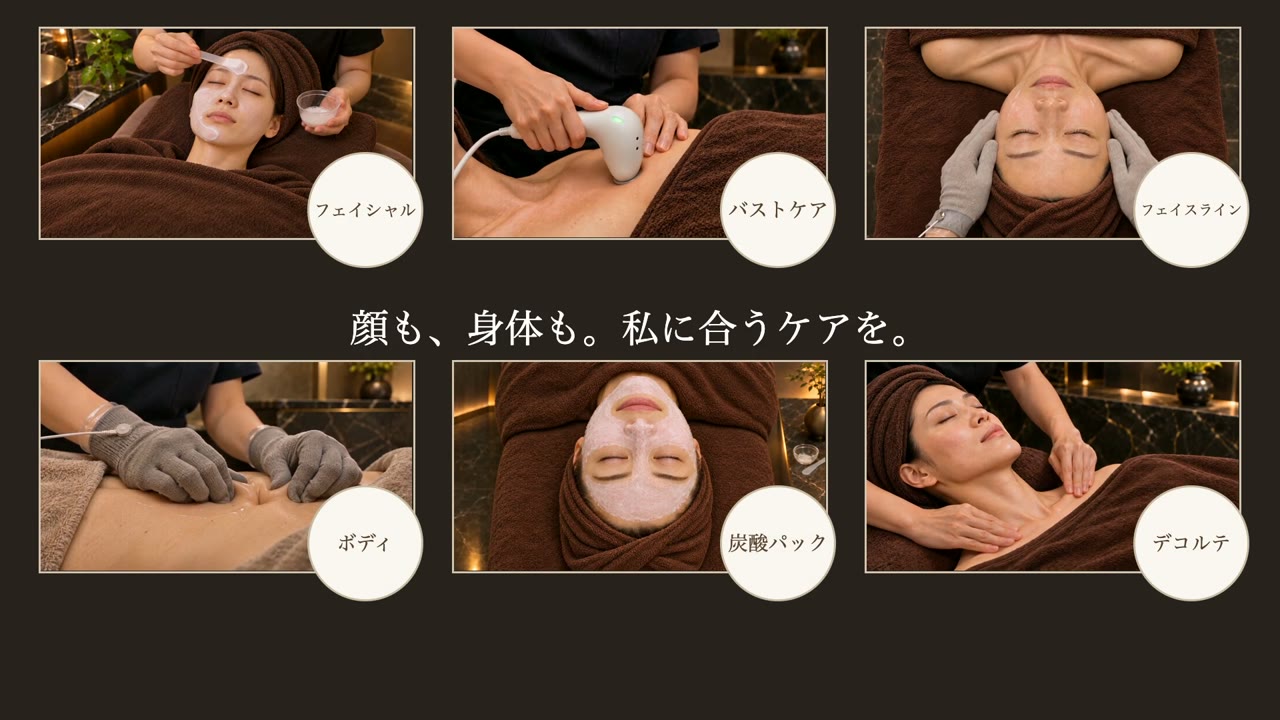 フェイシャル
バストケア
フェイスライン
顔も、身体も。私に合うケアを。
ボディ
炭酸パック
デコルテ